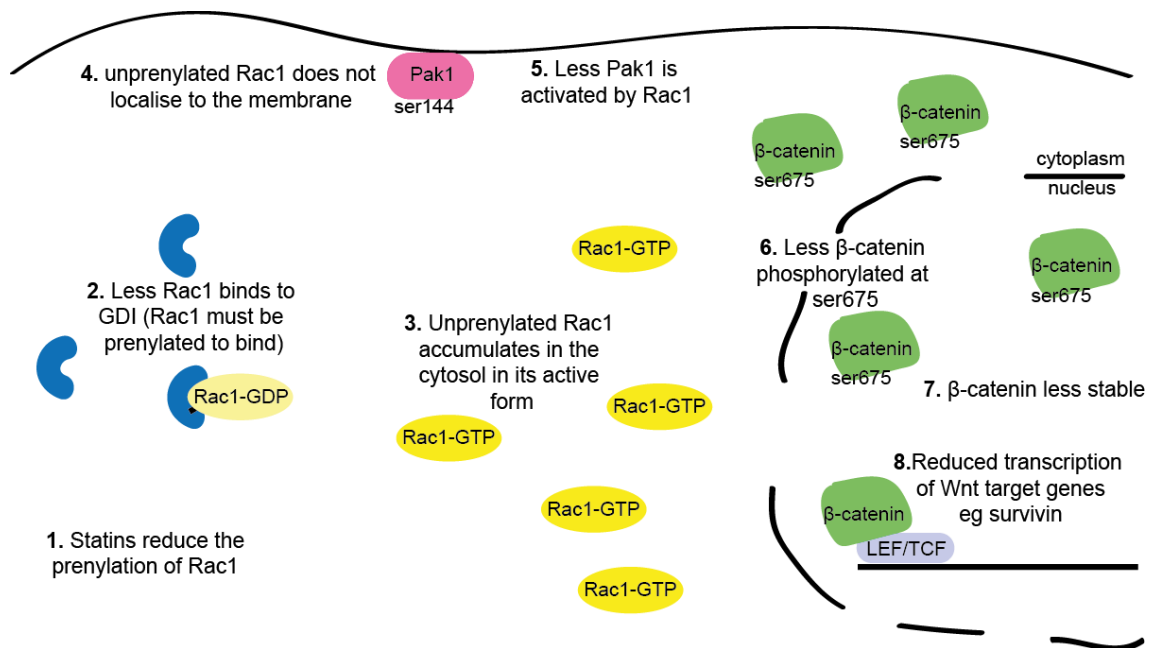 4. unprenylated Rac1 does not
localise to the membrane
Pak1
ser144
5. Less Pak1 is
activated by Rac1
β-catenin
ser675
β-catenin
ser675
cytoplasm
nucleus
2. Less Rac1 binds to
GDI (Rac1 must be
prenylated to bind)
Rac1-GDP
Rac1-GTP
3. Unprenylated Rac1
accumulates in the
cytosol in its active
form
Rac1-GTP
Rac1-GTP
Rac1-GTP
Rac1-GTP
6. Less β-catenin
phosphorylated at
ser675
β-catenin
ser675
β-catenin
ser675
7. β-catenin less stable
8.Reduced transcription
of Wnt target genes
eg survivin
β-catenin
LEF/TCF
1. Statins reduce the
prenylation of Rac1